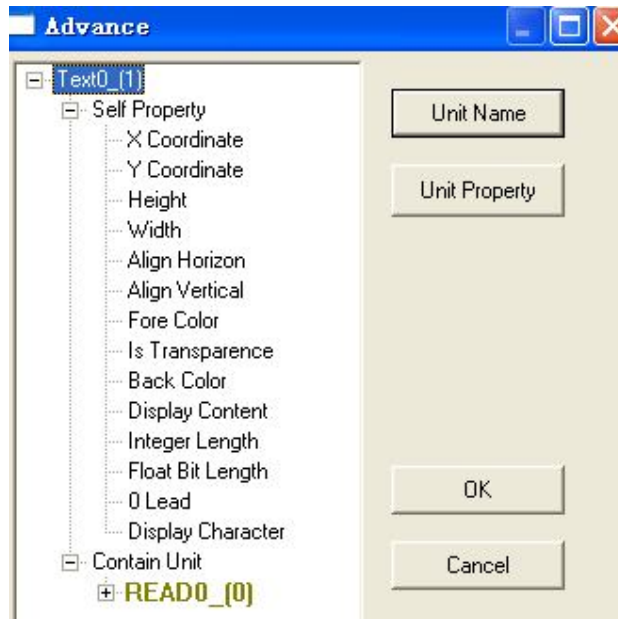 Advance
Text0_(1)
Self Property
X Coordinate
Y Coordinate
Height
Width
Align Horizon
Align Vertical
Fore Color
Is Transparence
Back Color
Display Content
Integer Length
Float Bit Length
0 Lead
Display Character
Contain Unit
READ0_(0)
Unit Name
Unit Property
OK
Cancel